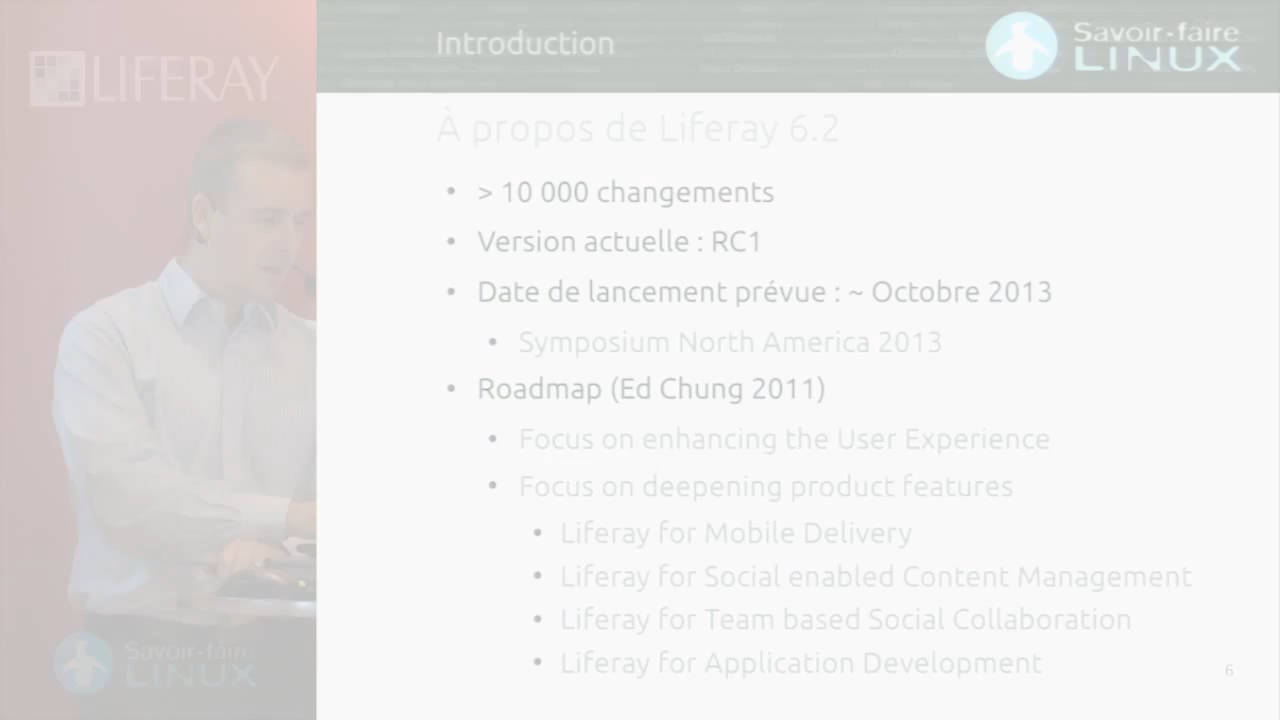 LIFERAY
Introduction
Savoir-faire
LINUX
À propos de Liferay 6.2
• > 10 000 changements
• Version actuelle : RC1
• Date de lancement prévue : ~ Octobre 2013
• Symposium North America 2013
• Roadmap (Ed Chung 2011)
• Focus on enhancing the User Experience
• Focus on deepening product features
• Liferay for Mobile Delivery
• Liferay for Social enabled Content Management
• Liferay for Team based Social Collaboration
• Liferay for Application Development
Savoir-faire
LINUX
6